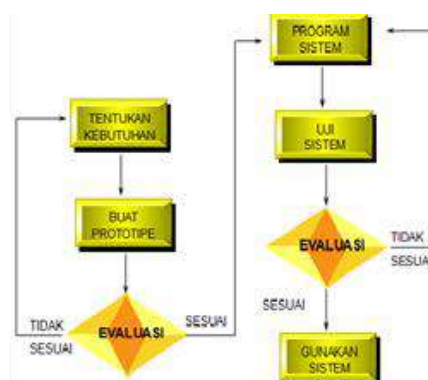 TENTUKAN
KEBUTUHAN
BUAT
PROTOTIPE
EVALUASI
TIDAK
SESUAI
SESUAI
PROGRAM
SISTEM
UJI
SISTEM
EVALUASI
TIDAK
SESUAI
SESUAI
GUNAKAN
SISTEM